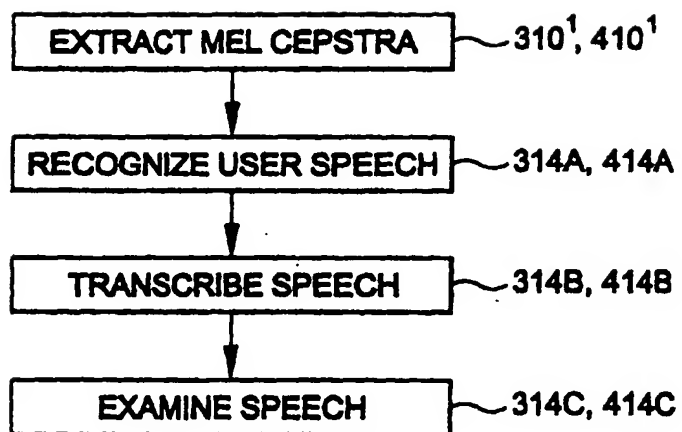 EXTRACT MEL CEPSTRA 310¹, 410¹
RECOGNIZE USER SPEECH 314A, 414A
TRANSCRIBE SPEECH 314B, 414B
EXAMINE SPEECH 314C, 414C